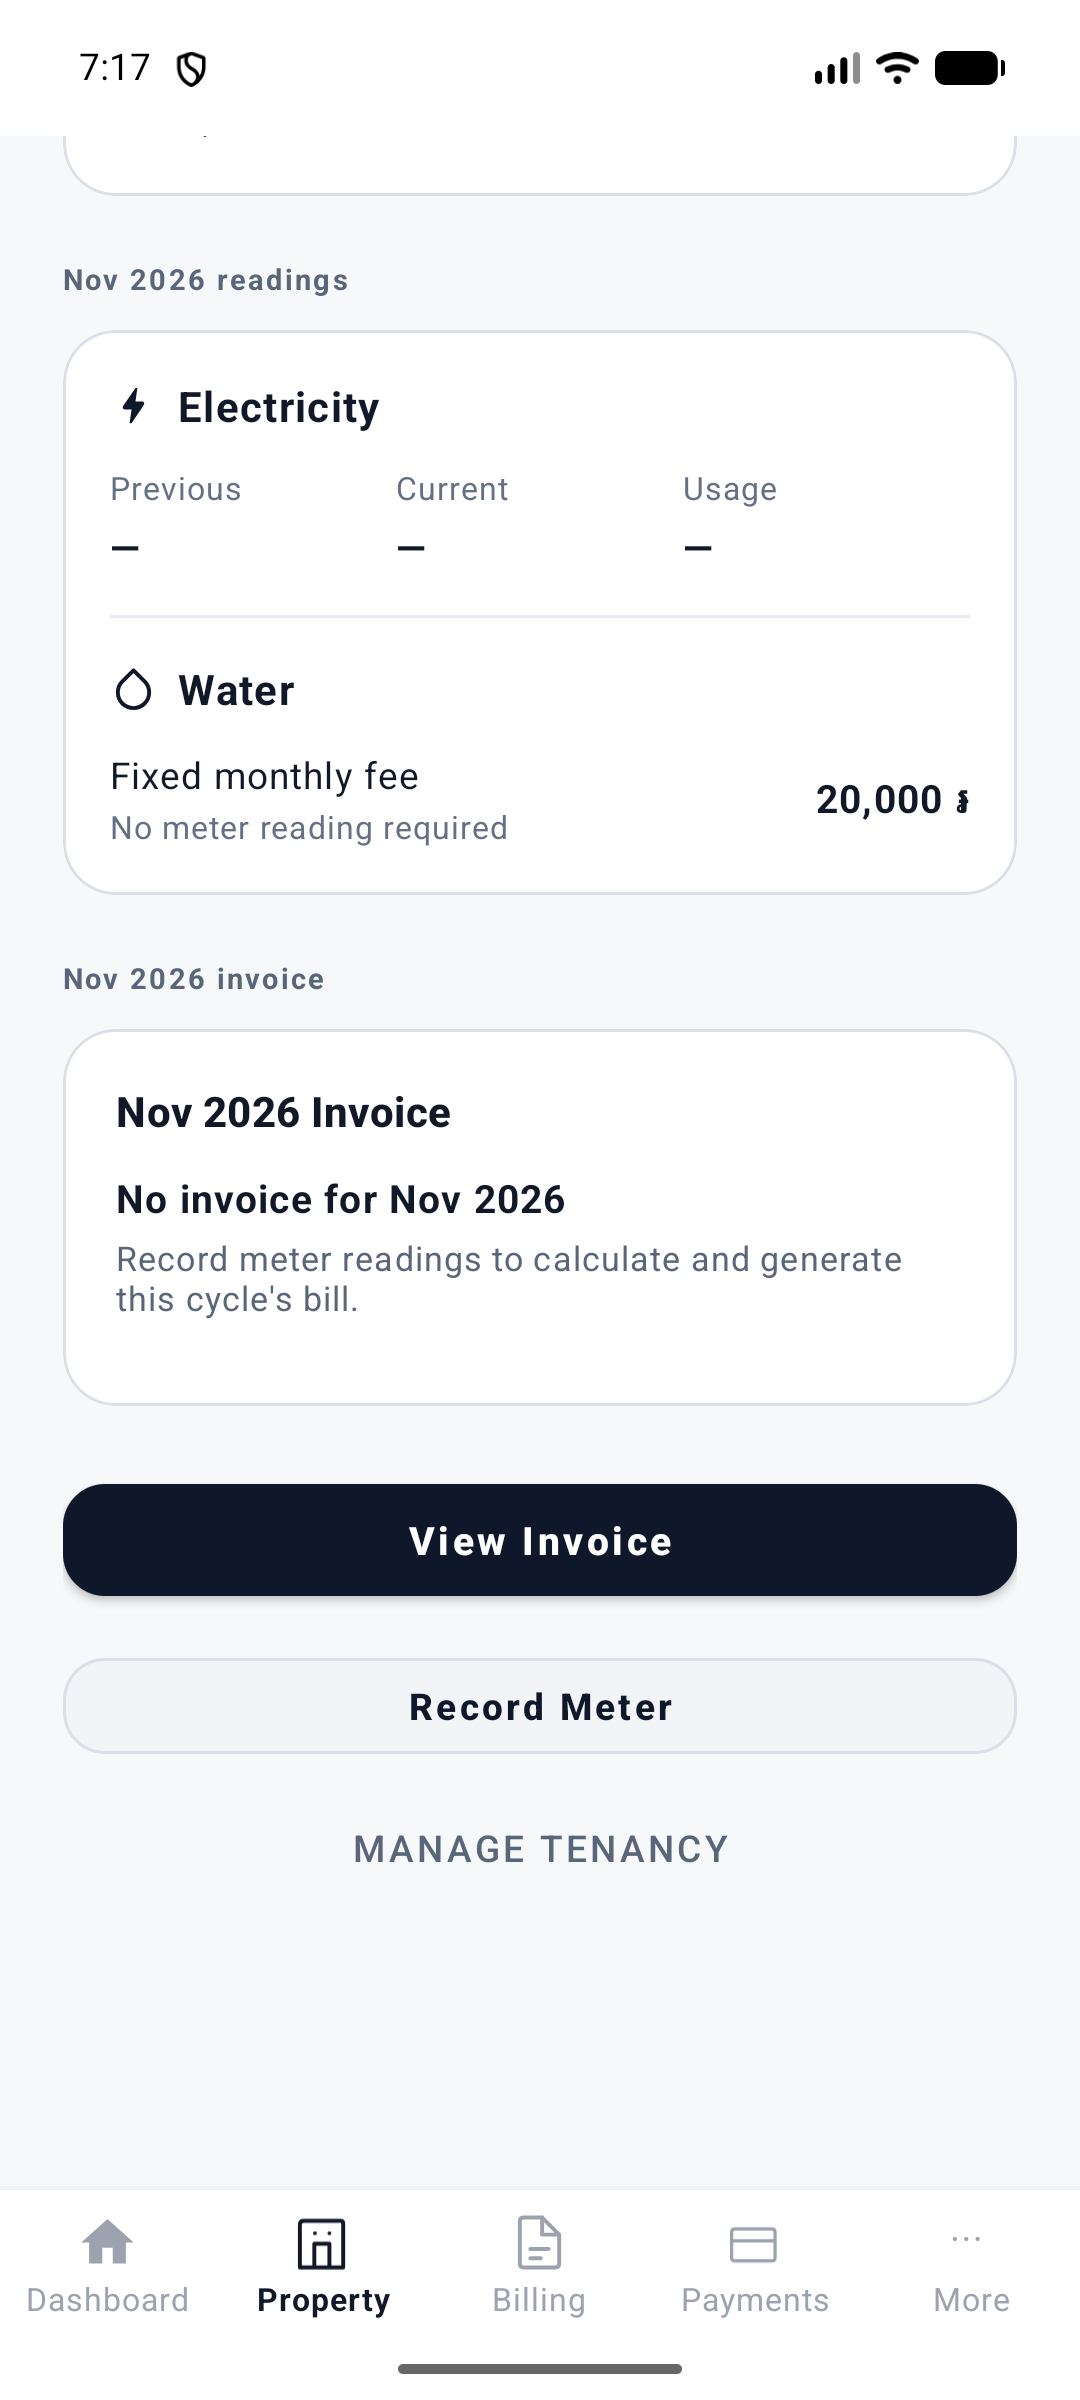 7:17
Nov 2026 readings
Electricity
Previous Current Usage
– – –
Water
Fixed monthly fee
20,000 ៛
No meter reading required
Nov 2026 invoice
Nov 2026 Invoice
No invoice for Nov 2026
Record meter readings to calculate and generate
this cycle's bill.
View Invoice
Record Meter
MANAGE TENANCY
Dashboard Property Billing Payments More